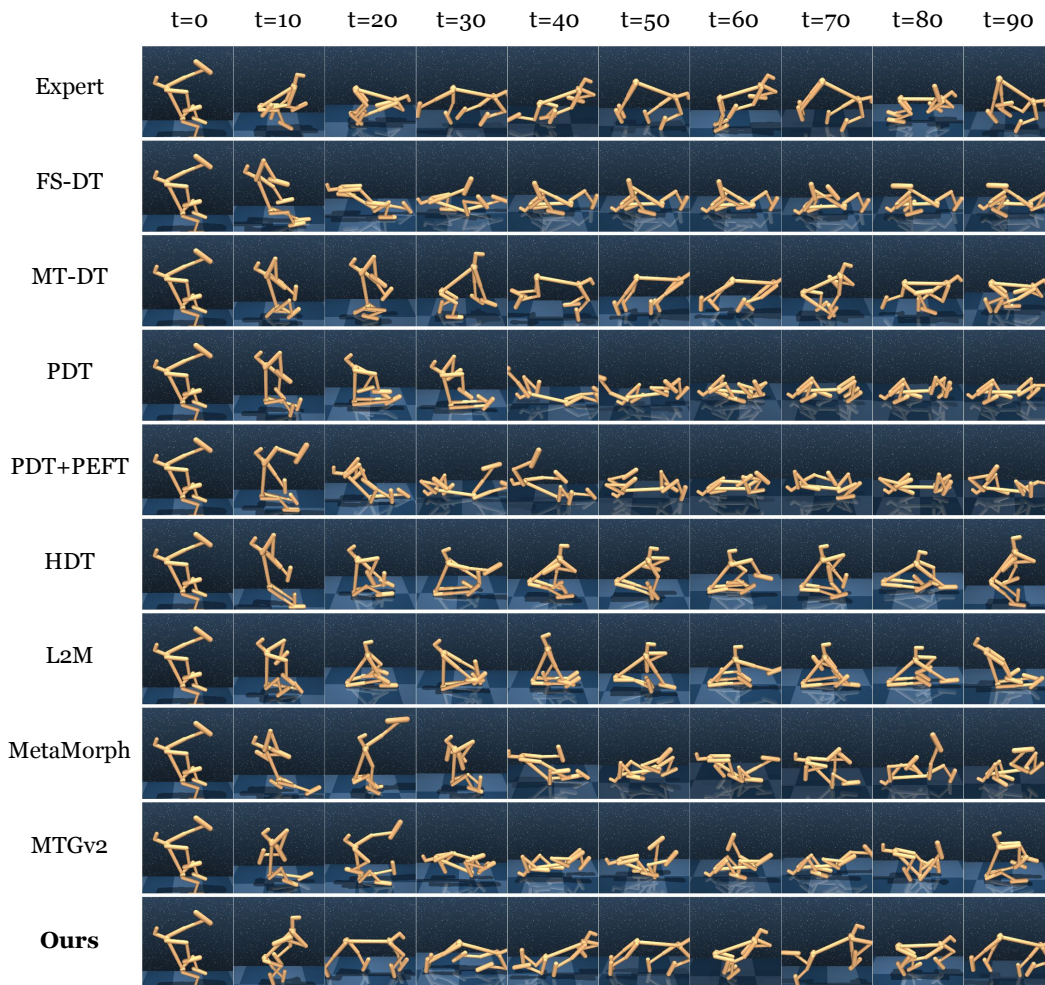 t=0 t=10 t=20 t=30 t=40 t=50 t=60 t=70 t=80 t=90
Expert
FS-DT
MT-DT
PDT
PDT+PEFT
HDT
L2M
MetaMorph
MTGv2
Ours